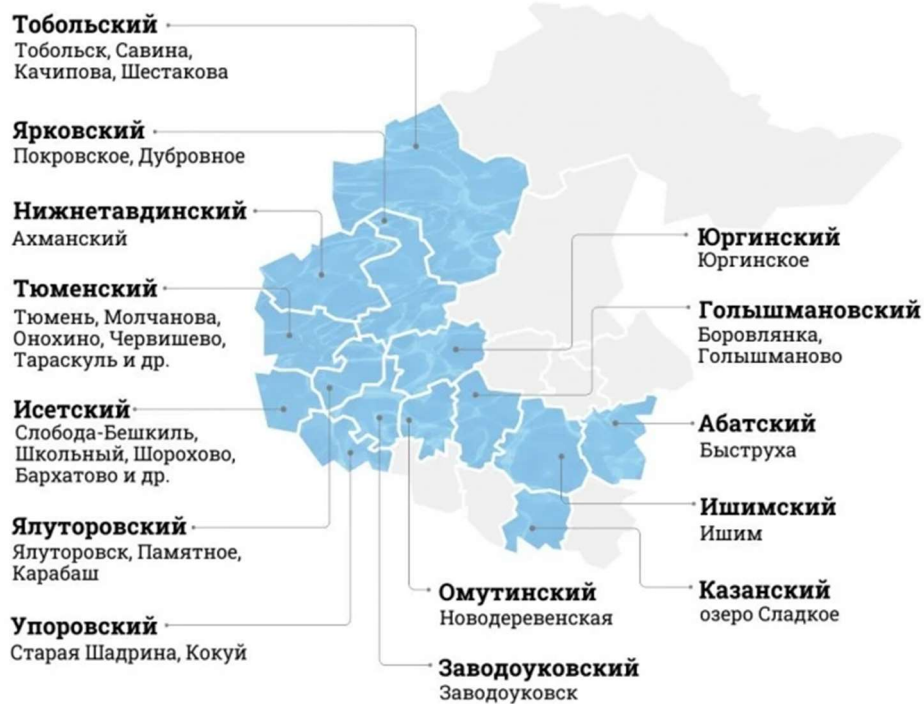 Тобольский
Тобольск, Савина,
Качипова, Шестакова
Ярковский
Покровское, Дубровное
Нижнетавдинский
Ахманский
Тюменский
Тюмень, Молчанова,
Онохино, Червишево,
Тараскуль и др.
Исетский
Слобода-Бешкиль,
Школьный, Шорохово,
Бархатово и др.
Ялуторовский
Ялуторовск, Памятное,
Карабаш
Упоровский
Старая Шадрина, Кокуй
Юргинский
Юргинское
Голышмановский
Боровлянка,
Голышманово
Абатский
Быструха
Ишимский
Ишим
Казанский
озеро Сладкое
Омутинский
Новодеревенская
Заводоуковский
Заводоуковск